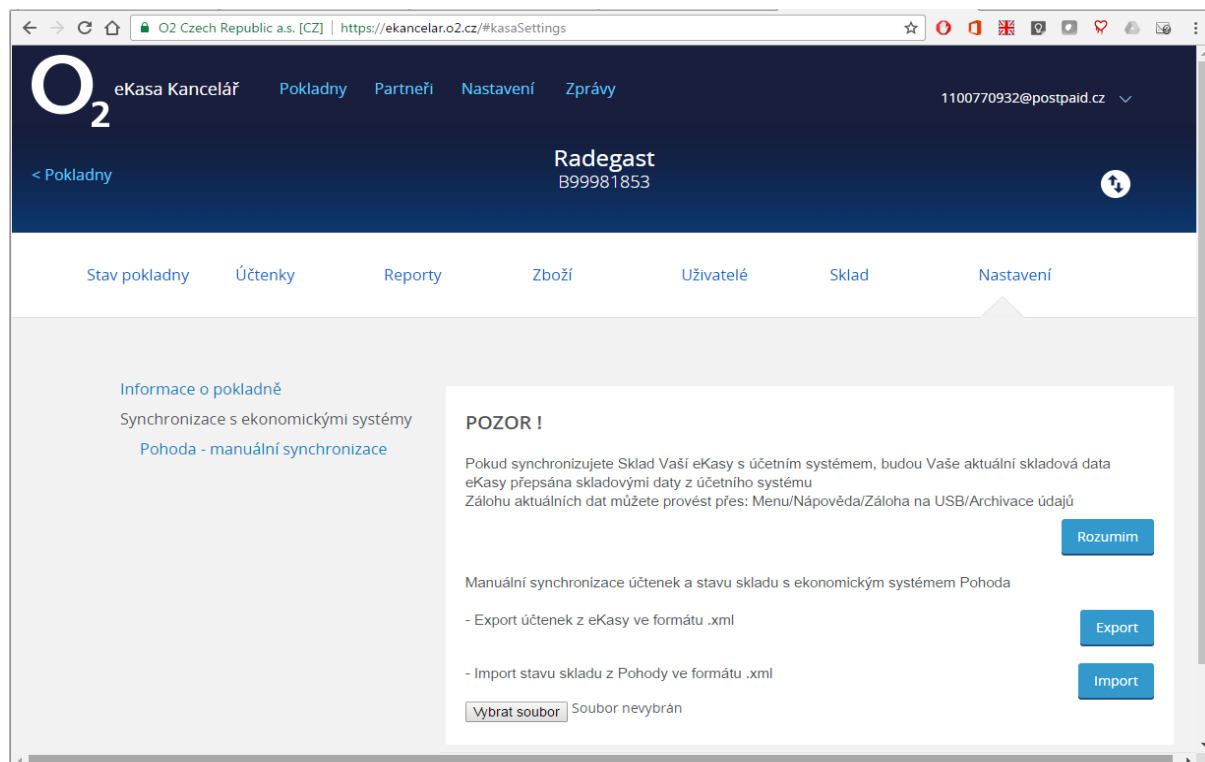 O2 Czech Republic a.s. [CZ] | https://ekancelar.o2.cz/#kasaSettings
O2 eKasa Kancelář Pokladny Partneři Nastavení Zprávy 1100770932@postpaid.cz
< Pokladny
Radegast
B99981853
Stav pokladny Účtenky Reporty Zboží Uživatelé Sklad Nastavení
Informace o pokladně
Synchronizace s ekonomickými systémy
Pohoda - manuální synchronizace
POZOR !
Pokud synchronizujete Sklad Vaší eKasy s účetním systémem, budou Vaše aktuální skladová data
eKasy přepsána skladovými daty z účetního systému
Zálohu aktuálních dat můžete provést přes: Menu/Nápověda/Záloha na USB/Archivace údajů
Rozumim
Manuální synchronizace účtenek a stavu skladu s ekonomickým systémem Pohoda
- Export účtenek z eKasy ve formátu .xml
Export
- Import stavu skladu z Pohody ve formátu .xml
Import
Vybrat soubor Soubor nevybrán